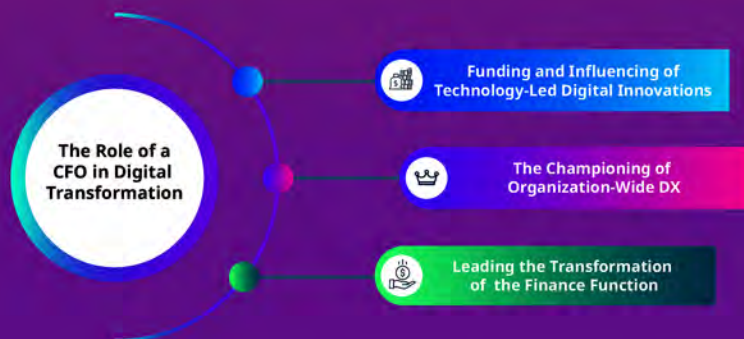 The Role of a
CFO in Digital
Transformation
Funding and Influencing of
Technology-Led Digital Innovations
The Championing of
Organization-Wide DX
Leading the Transformation
of the Finance Function